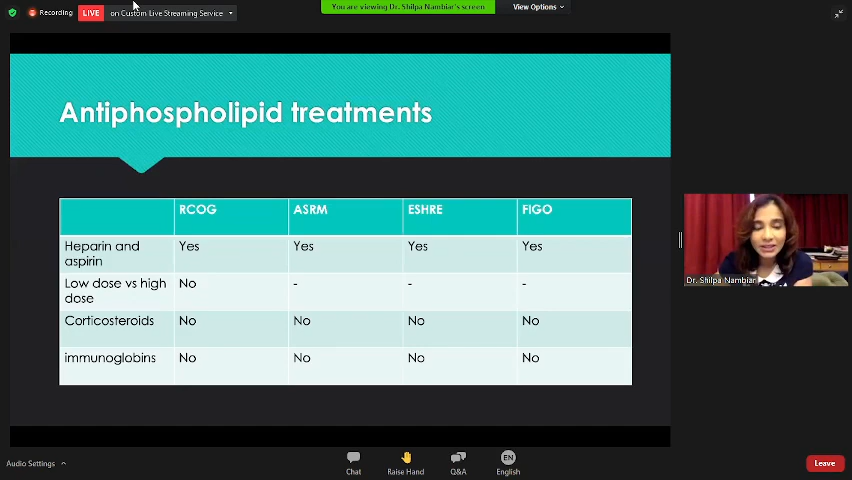 Recording
LIVE
on Custom Live Streaming Service
You are viewing Dr. Shilpa Nambiar's screen
View Options
Antiphospholipid treatments
RCOG ASRM ESHRE FIGO
Heparin and
aspirin
Yes Yes Yes Yes
Low dose vs high
dose
No - - -
Corticosteroids No No No No
immunoglobins No No No No
Dr. Shilpa Nambiar
Audio Settings
Chat
Raise Hand
Q&A
EN
English
Leave